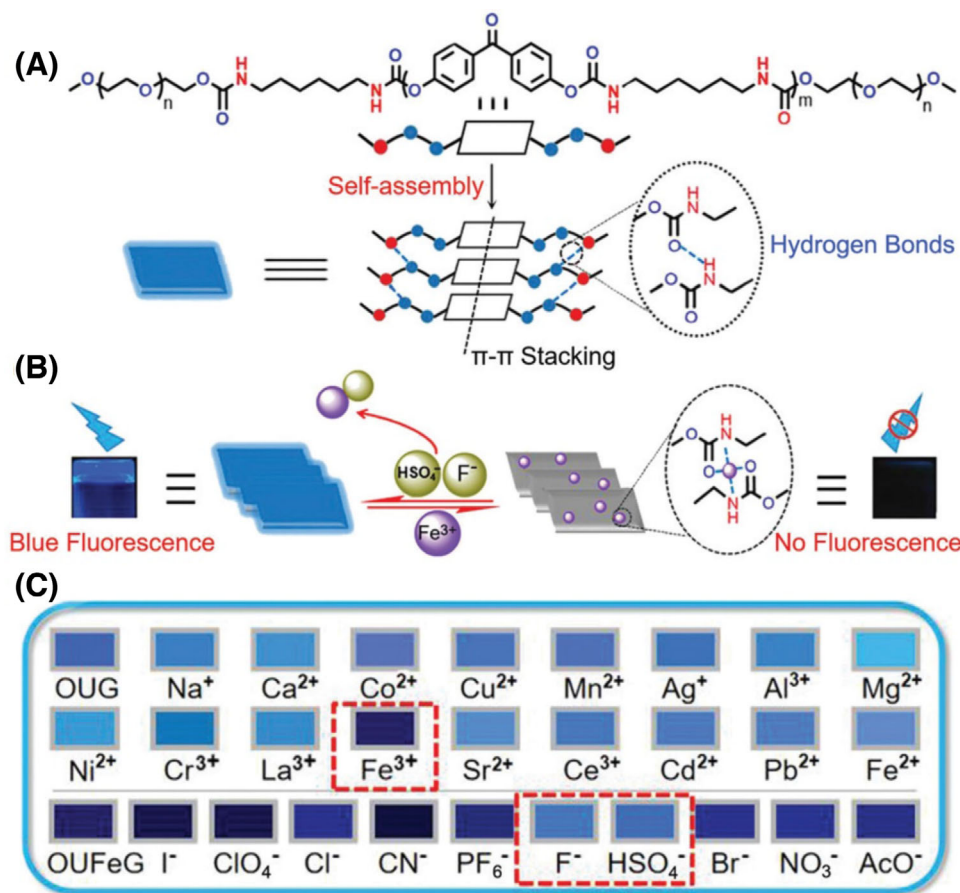 (A)
O
O O H N N H O O O O O H N O N H O O O O
n m n
Self-assembly
Hydrogen Bonds
O H N O
H N O O
π-π Stacking
(B)
HSO₄⁻ F⁻
Fe³⁺
O H N O
O O
N H O
Blue Fluorescence
No Fluorescence
(C)
OUG Na⁺ Ca²⁺ Co²⁺ Cu²⁺ Mn²⁺ Ag⁺ Al³⁺ Mg²⁺
Ni²⁺ Cr³⁺ La³⁺ Fe³⁺ Sr²⁺ Ce³⁺ Cd²⁺ Pb²⁺ Fe²⁺
OUFeG I⁻ ClO₄⁻ Cl⁻ CN⁻ PF₆⁻ F⁻ HSO₄⁻ Br⁻ NO₃⁻ AcO⁻